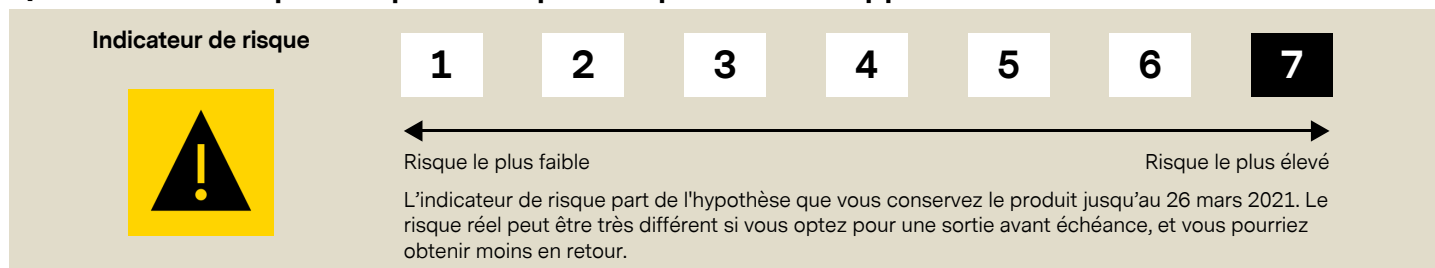 Indicateur de risque
1 2 3 4 5 6 7
!
Risque le plus faible Risque le plus élevé
L’indicateur de risque part de l'hypothèse que vous conservez le produit jusqu’au 26 mars 2021. Le
risque réel peut être très différent si vous optez pour une sortie avant échéance, et vous pourriez
obtenir moins en retour.